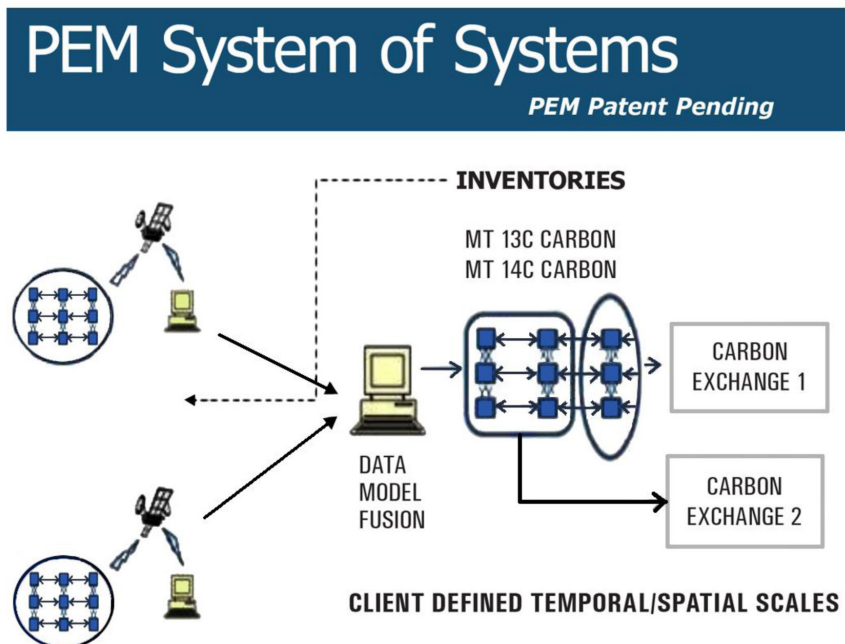 PEM System of Systems
PEM Patent Pending
INVENTORIES
MT 13C CARBON
MT 14C CARBON
CARBON
EXCHANGE 1
DATA
MODEL
FUSION
CARBON
EXCHANGE 2
CLIENT DEFINED TEMPORAL/SPATIAL SCALES